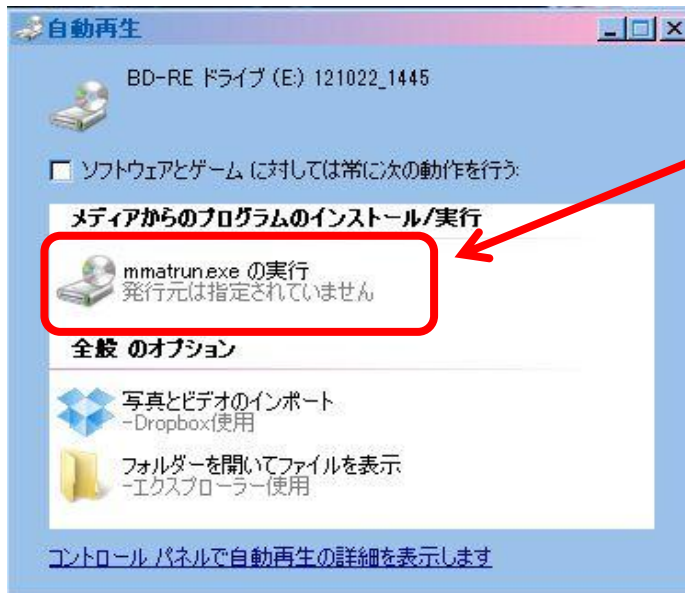 自動再生
BD-RE ドライブ (E:) 121022_1445
ソフトウェアとゲーム に対しては常に次の動作を行う:
メディアからのプログラムのインストール/実行
mmatrun.exe の実行
発行元は指定されていません
全般 のオプション
写真とビデオのインポート
-Dropbox使用
フォルダーを開いてファイルを表示
-エクスプローラー使用
コントロール パネルで自動再生の詳細を表示します